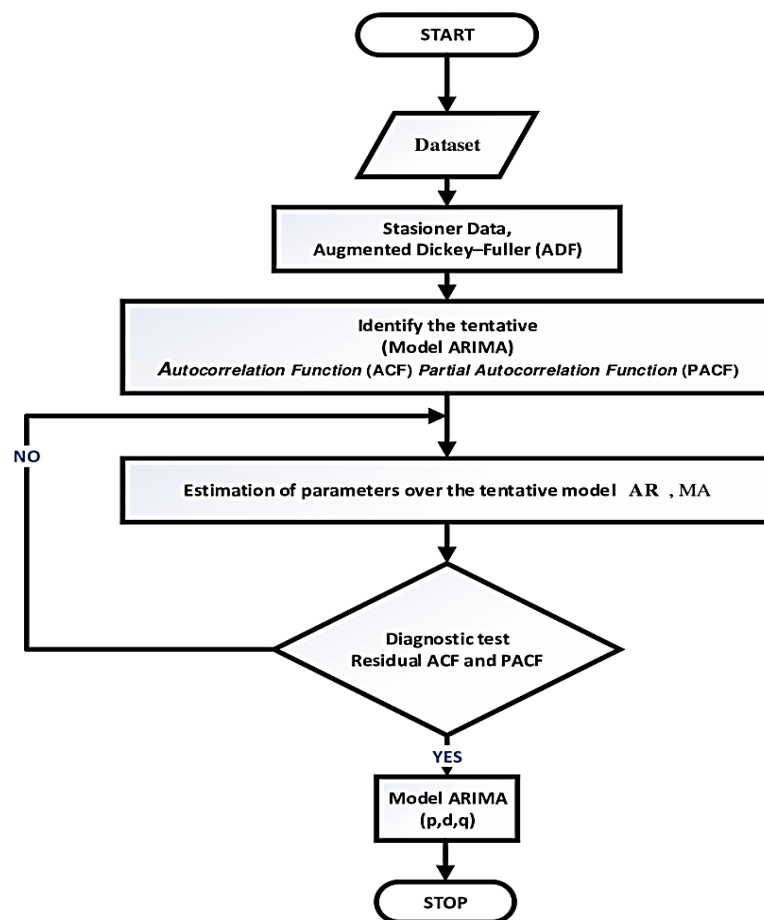 START
Dataset
Stasioner Data,
Augmented Dickey–Fuller (ADF)
Identify the tentative
(Model ARIMA)
Autocorrelation Function (ACF) Partial Autocorrelation Function (PACF)
NO
Estimation of parameters over the tentative model AR , MA
Diagnostic test
Residual ACF and PACF
YES
Model ARIMA
(p,d,q)
STOP